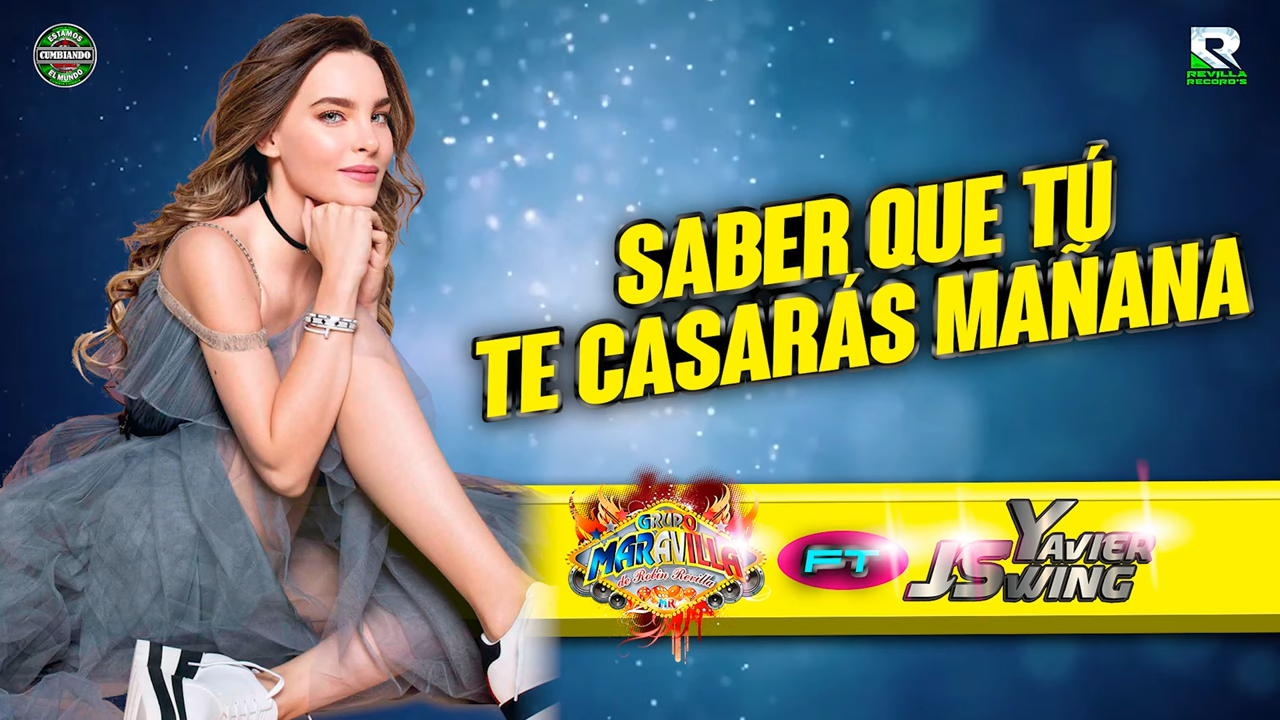 ESTAMOS
CUMBIANDO
EL MUNDO
R
REVILLA
RECORD'S
SABER QUE TÚ
TE CASARÁS MAÑANA
GRUPO
MARAVILLA
de Robin Revilla
MR
FT
YAVIER
JSWING